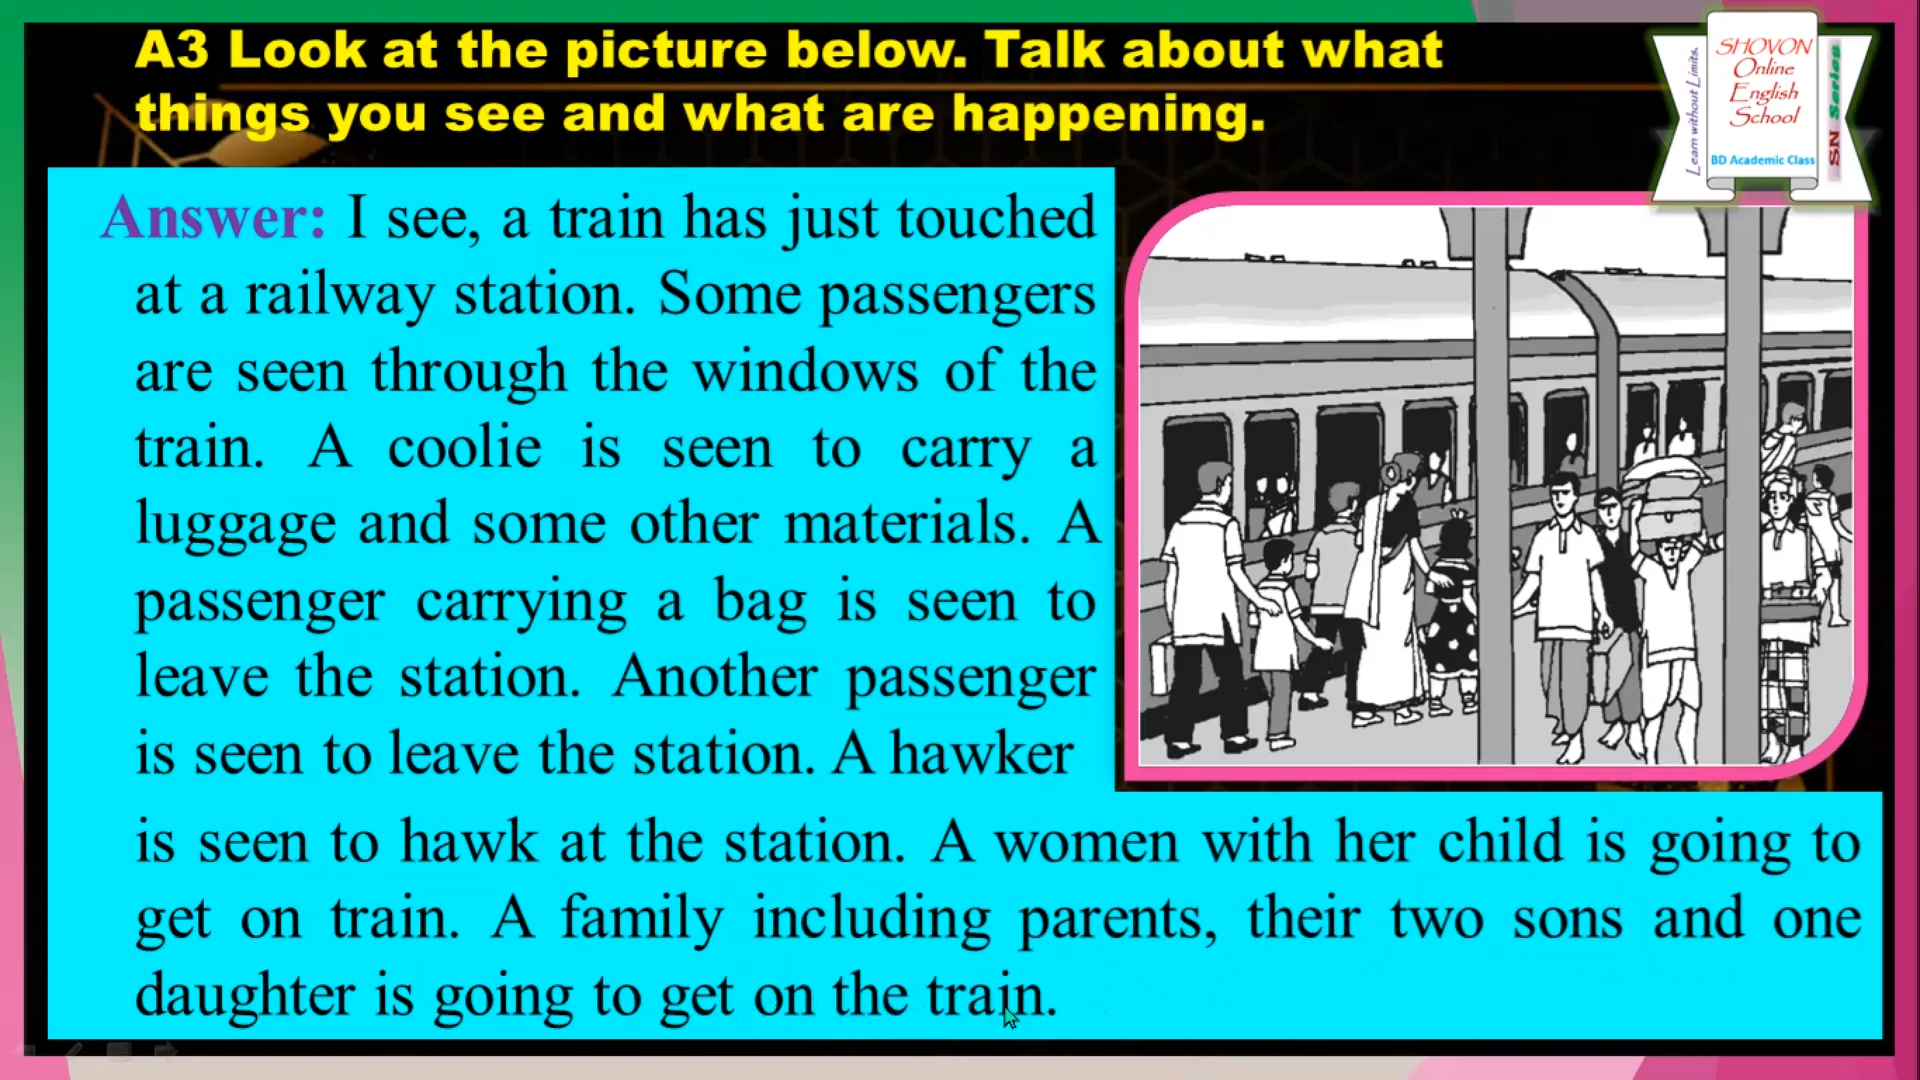 A3 Look at the picture below. Talk about what
things you see and what are happening.
Learn without Limits.
SHOVON
Online
English
School
BD Academic Class
SN Series
Answer: I see, a train has just touched
at a railway station. Some passengers
are seen through the windows of the
train. A coolie is seen to carry a
luggage and some other materials. A
passenger carrying a bag is seen to
leave the station. Another passenger
is seen to leave the station. A hawker
is seen to hawk at the station. A women with her child is going to
get on train. A family including parents, their two sons and one
daughter is going to get on the train.